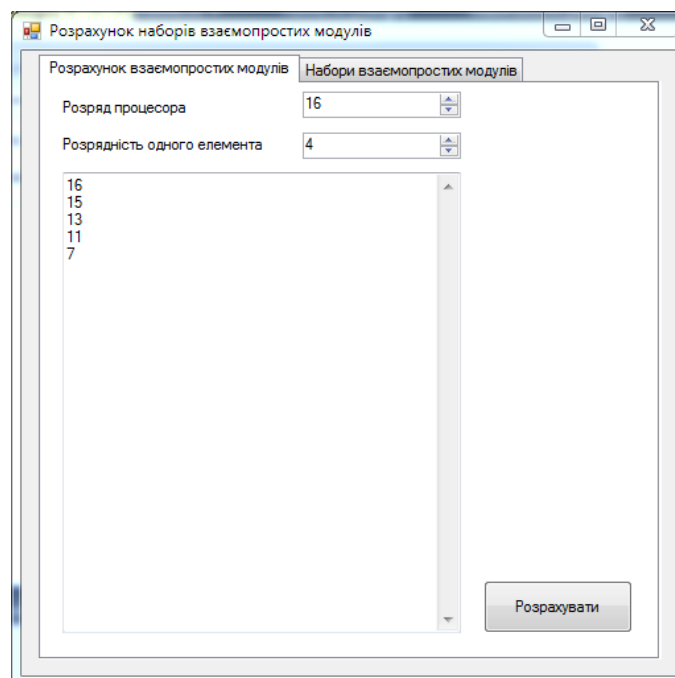 Розрахунок наборів взаємопростих модулів
Розрахунок взаємопростих модулів Набори взаємопростих модулів
Розряд процесора 16
Розрядність одного елемента 4
16
15
13
11
7
Розрахувати